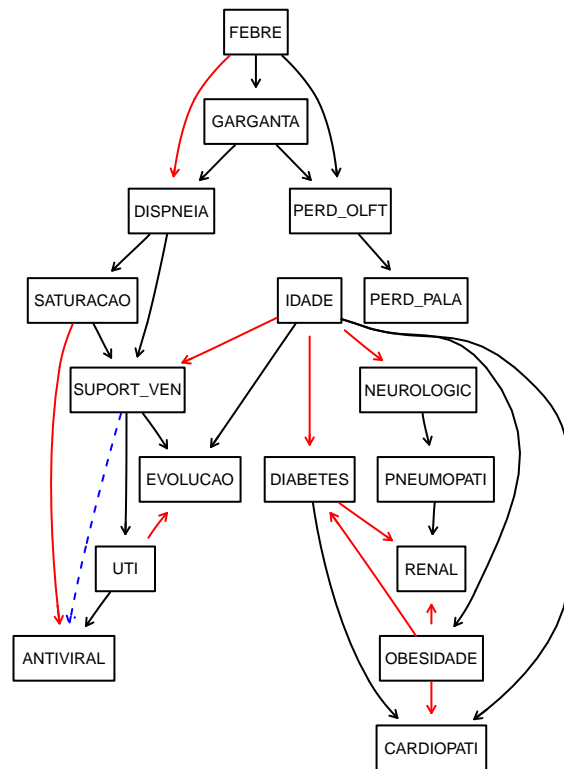 FEBRE
GARGANTA
DISPNEIA
PERD_OLFT
SATURACAO
IDADE
PERD_PALA
SUPORT_VEN
NEUROLOGIC
EVOLUCAO
DIABETES
PNEUMOPATI
UTI
RENAL
ANTIVIRAL
OBESIDADE
CARDIOPATI